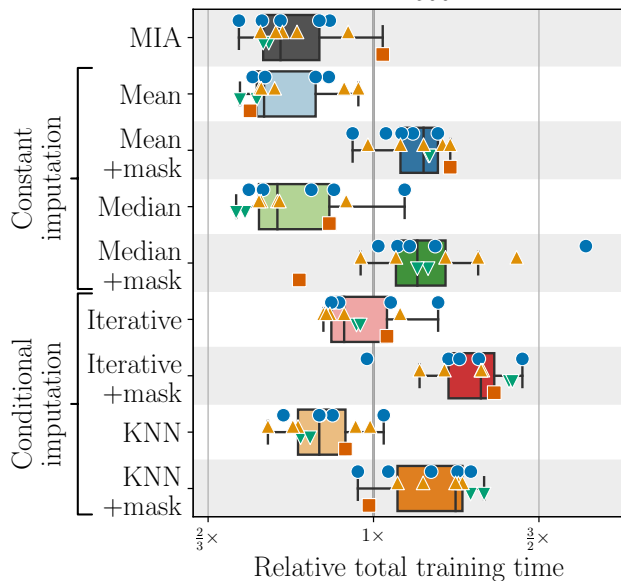 MIA
Constant
imputation
Mean
Mean
+mask
Median
Median
+mask
Conditional
imputation
Iterative
Iterative
+mask
KNN
KNN
+mask
2/3× 1× 3/2×
Relative total training time